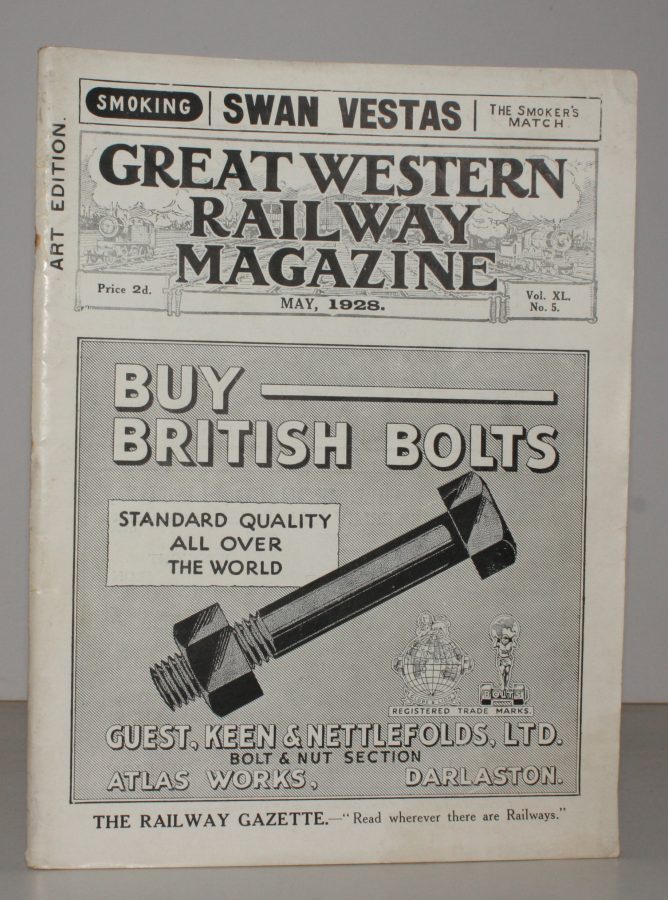 ART EDITION.
SMOKING SWAN VESTAS THE SMOKER'S
MATCH
GREAT WESTERN
RAILWAY
MAGAZINE
Price 2d.
MAY, 1928.
Vol. XL.
No. 5.
BUY
BRITISH BOLTS
STANDARD QUALITY
ALL OVER
THE WORLD
BOLTS
REGISTERED TRADE MARKS.
GUEST, KEEN & NETTLEFOLDS, LTD.
BOLT & NUT SECTION
ATLAS WORKS, DARLASTON.
THE RAILWAY GAZETTE.—"Read wherever there are Railways."